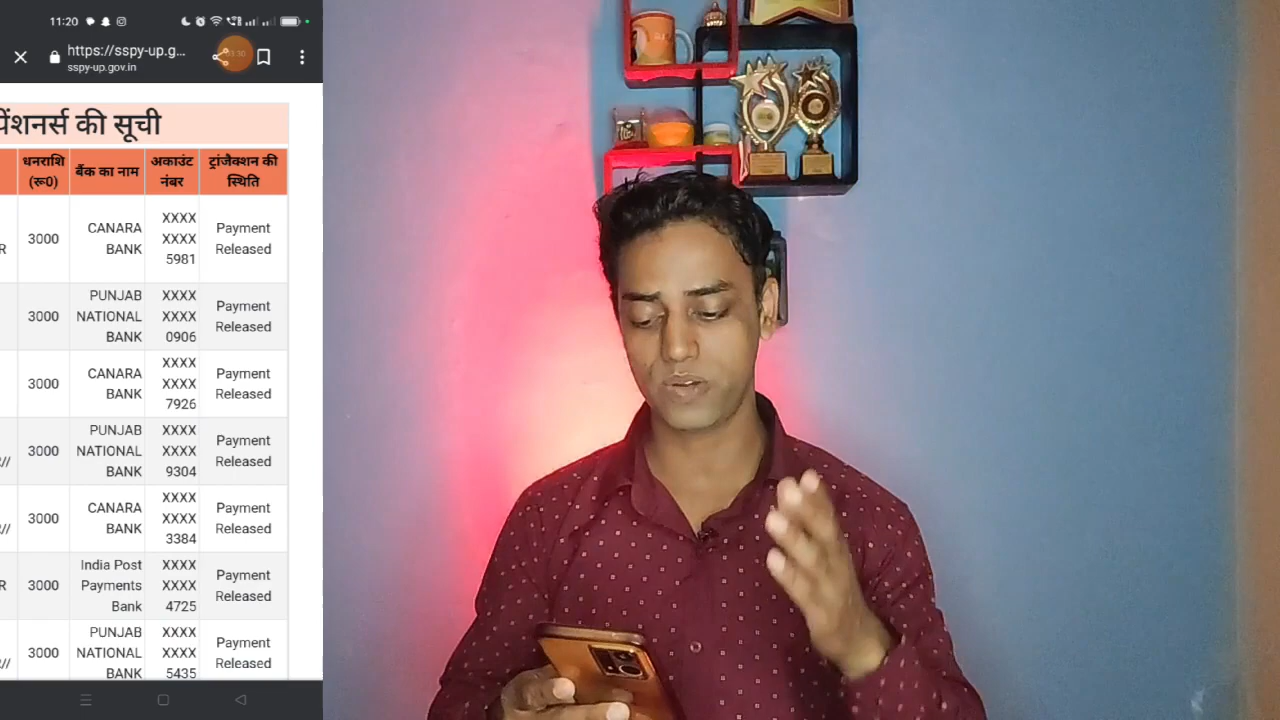 11:20
https://sspy-up.g...
sspy-up.gov.in
पेंशनर्स की सूची
धनराशि (रू0) बैंक का नाम अकाउंट नंबर ट्रांजैक्शन की स्थिति
R 3000 CANARA BANK XXXX XXXX 5981 Payment Released
3000 PUNJAB NATIONAL BANK XXXX XXXX 0906 Payment Released
3000 CANARA BANK XXXX XXXX 7926 Payment Released
// 3000 PUNJAB NATIONAL BANK XXXX XXXX 9304 Payment Released
// 3000 CANARA BANK XXXX XXXX 3384 Payment Released
R 3000 India Post Payments Bank XXXX XXXX 4725 Payment Released
// 3000 PUNJAB NATIONAL BANK XXXX XXXX 5435 Payment Released